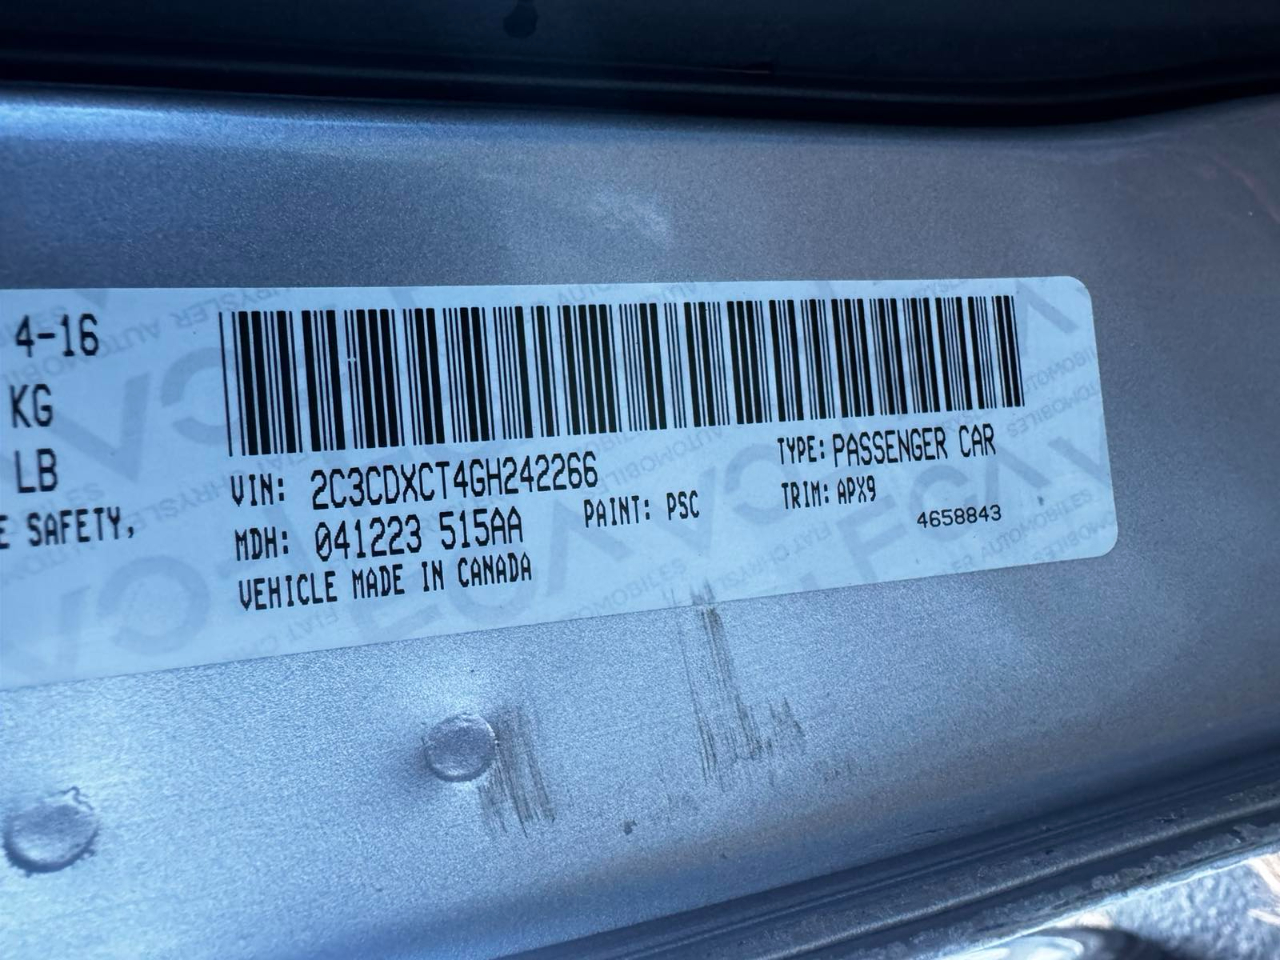 4-16
KG
LB
E SAFETY,
VIN: 2C3CDXCT4GH242266
MDH: 041223 515AA
VEHICLE MADE IN CANADA
PAINT: PSC
TYPE: PASSENGER CAR
TRIM: APX9
4658843